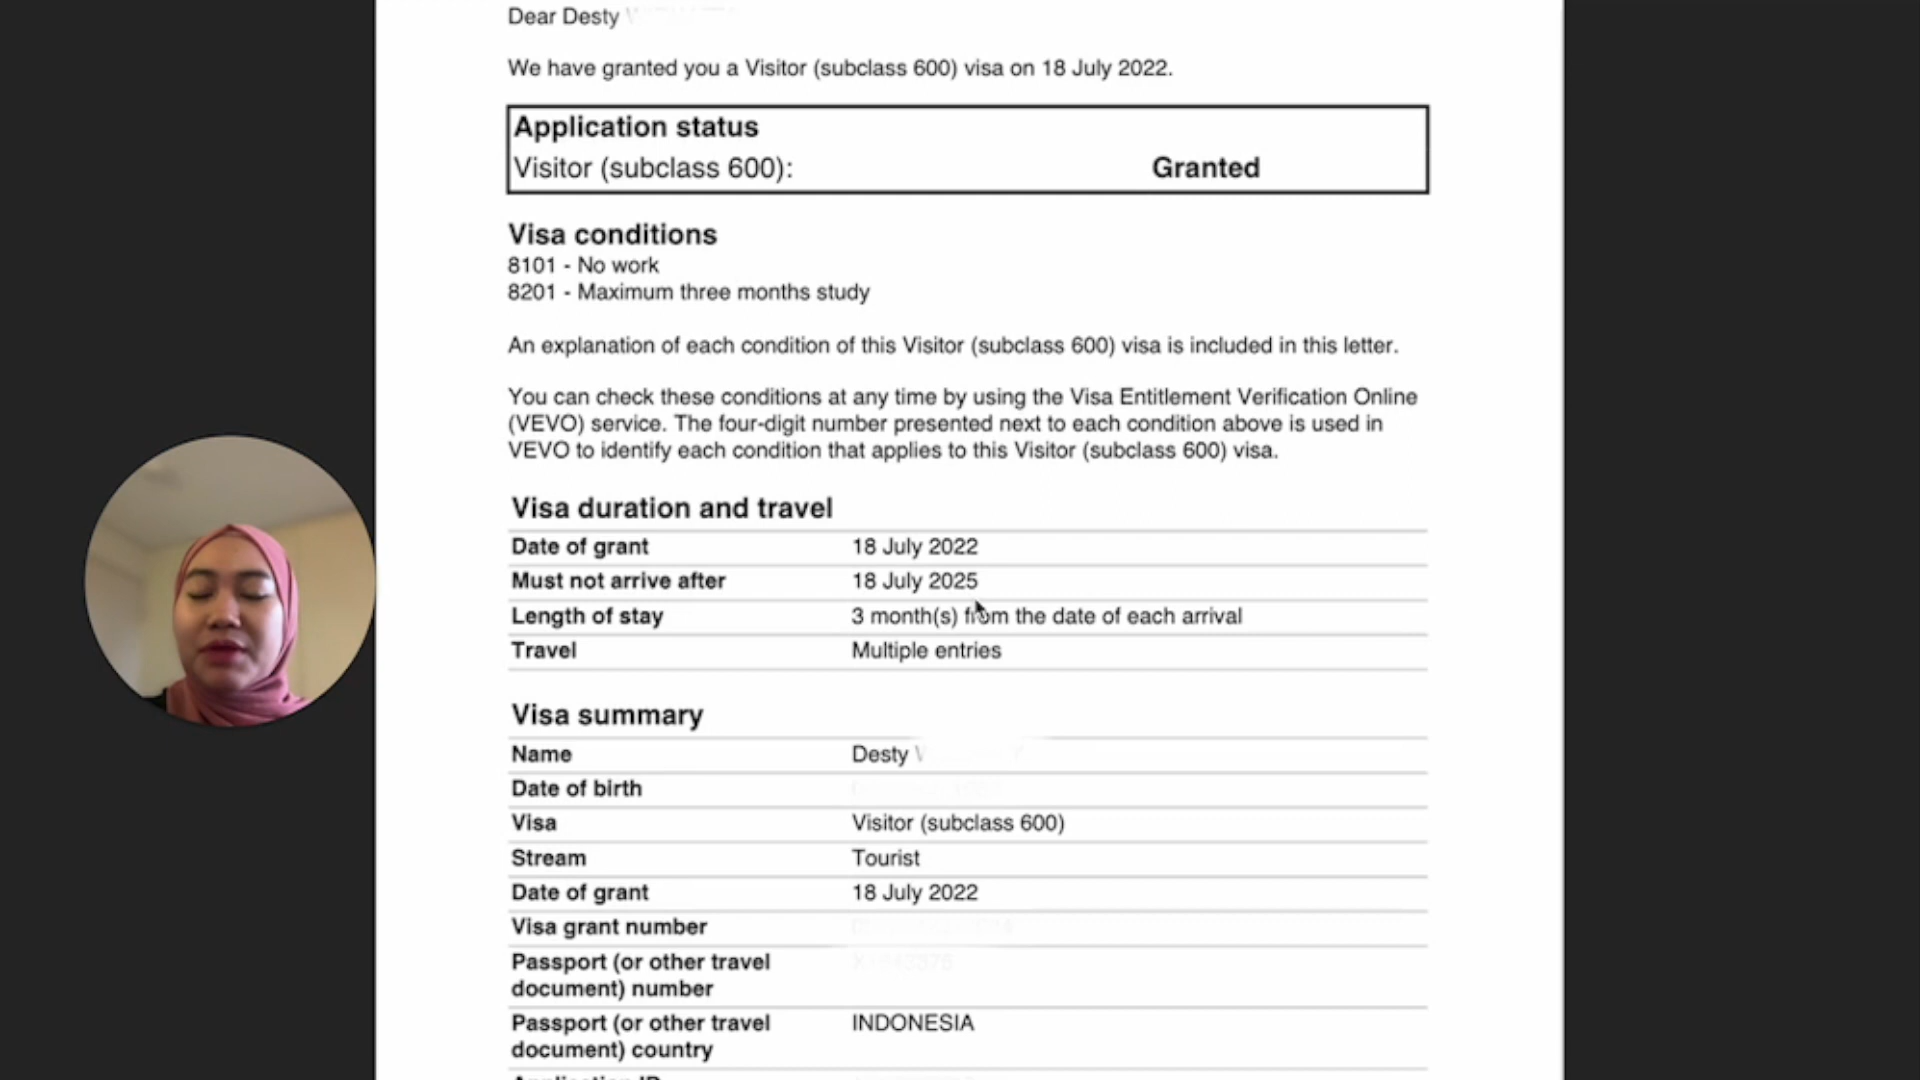 Dear Desty
We have granted you a Visitor (subclass 600) visa on 18 July 2022.
Application status
Visitor (subclass 600): Granted
Visa conditions
8101 - No work
8201 - Maximum three months study
An explanation of each condition of this Visitor (subclass 600) visa is included in this letter.
You can check these conditions at any time by using the Visa Entitlement Verification Online
(VEVO) service. The four-digit number presented next to each condition above is used in
VEVO to identify each condition that applies to this Visitor (subclass 600) visa.
Visa duration and travel
Date of grant 18 July 2022
Must not arrive after 18 July 2025
Length of stay 3 month(s) from the date of each arrival
Travel Multiple entries
Visa summary
Name Desty
Date of birth
Visa Visitor (subclass 600)
Stream Tourist
Date of grant 18 July 2022
Visa grant number
Passport (or other travel
document) number
Passport (or other travel INDONESIA
document) country
Application ID